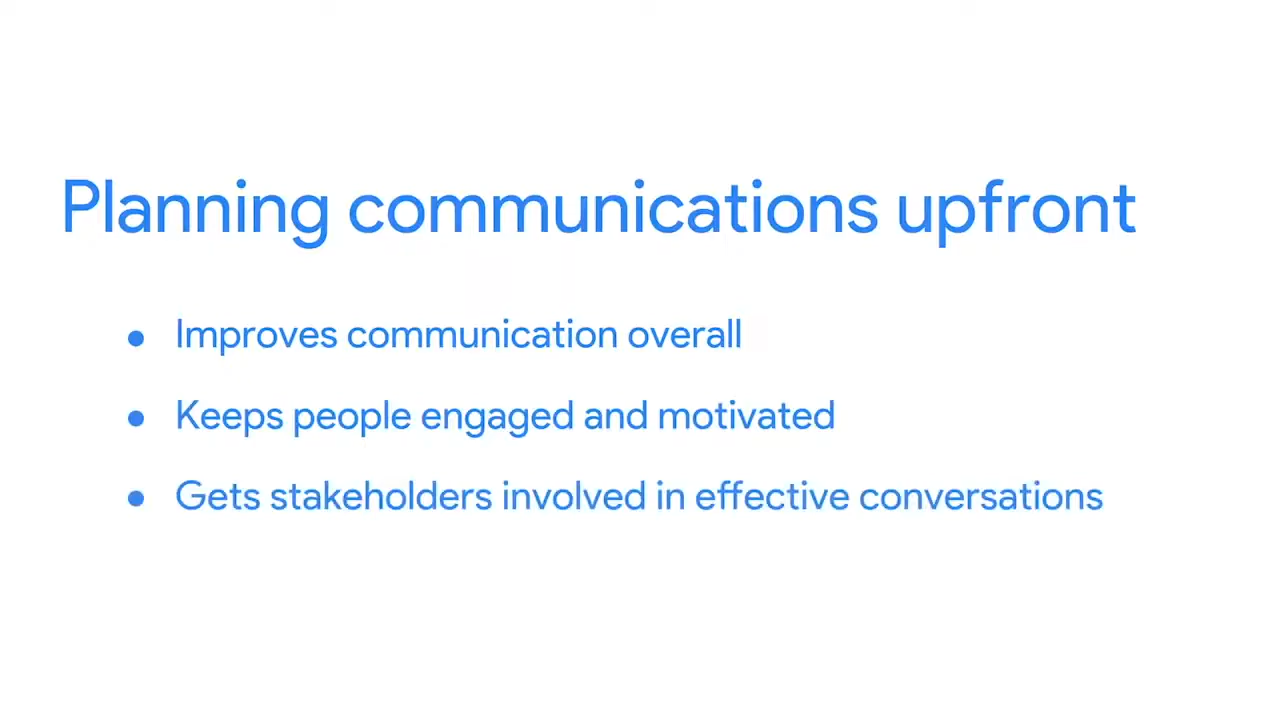 Planning communications upfront
• Improves communication overall
• Keeps people engaged and motivated
• Gets stakeholders involved in effective conversations